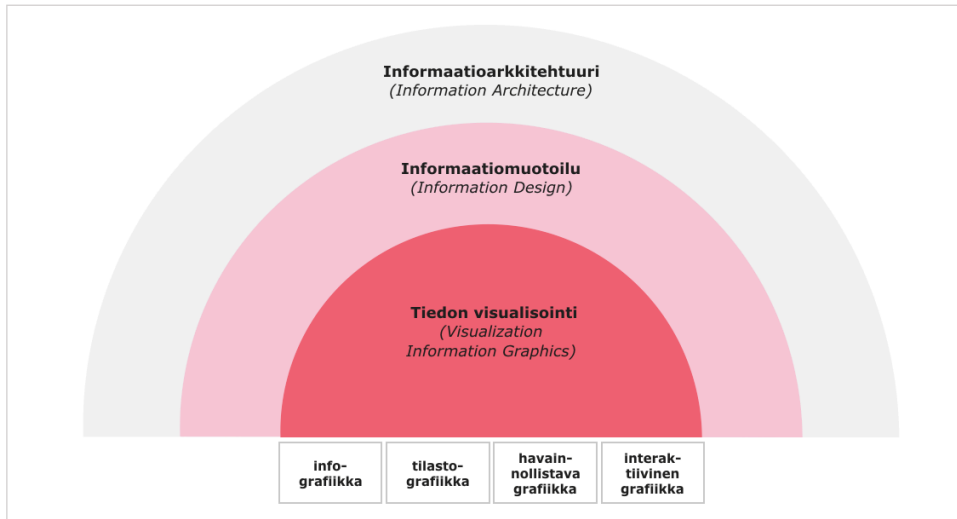 Informaatioarkkitehtuuri
(Information Architecture)
Informaatiomuotoilu
(Information Design)
Tiedon visualisointi
(Visualization
Information Graphics)
info-
grafiikka
tilasto-
grafiikka
havain-
nollistava
grafiikka
interak-
tiivinen
grafiikka